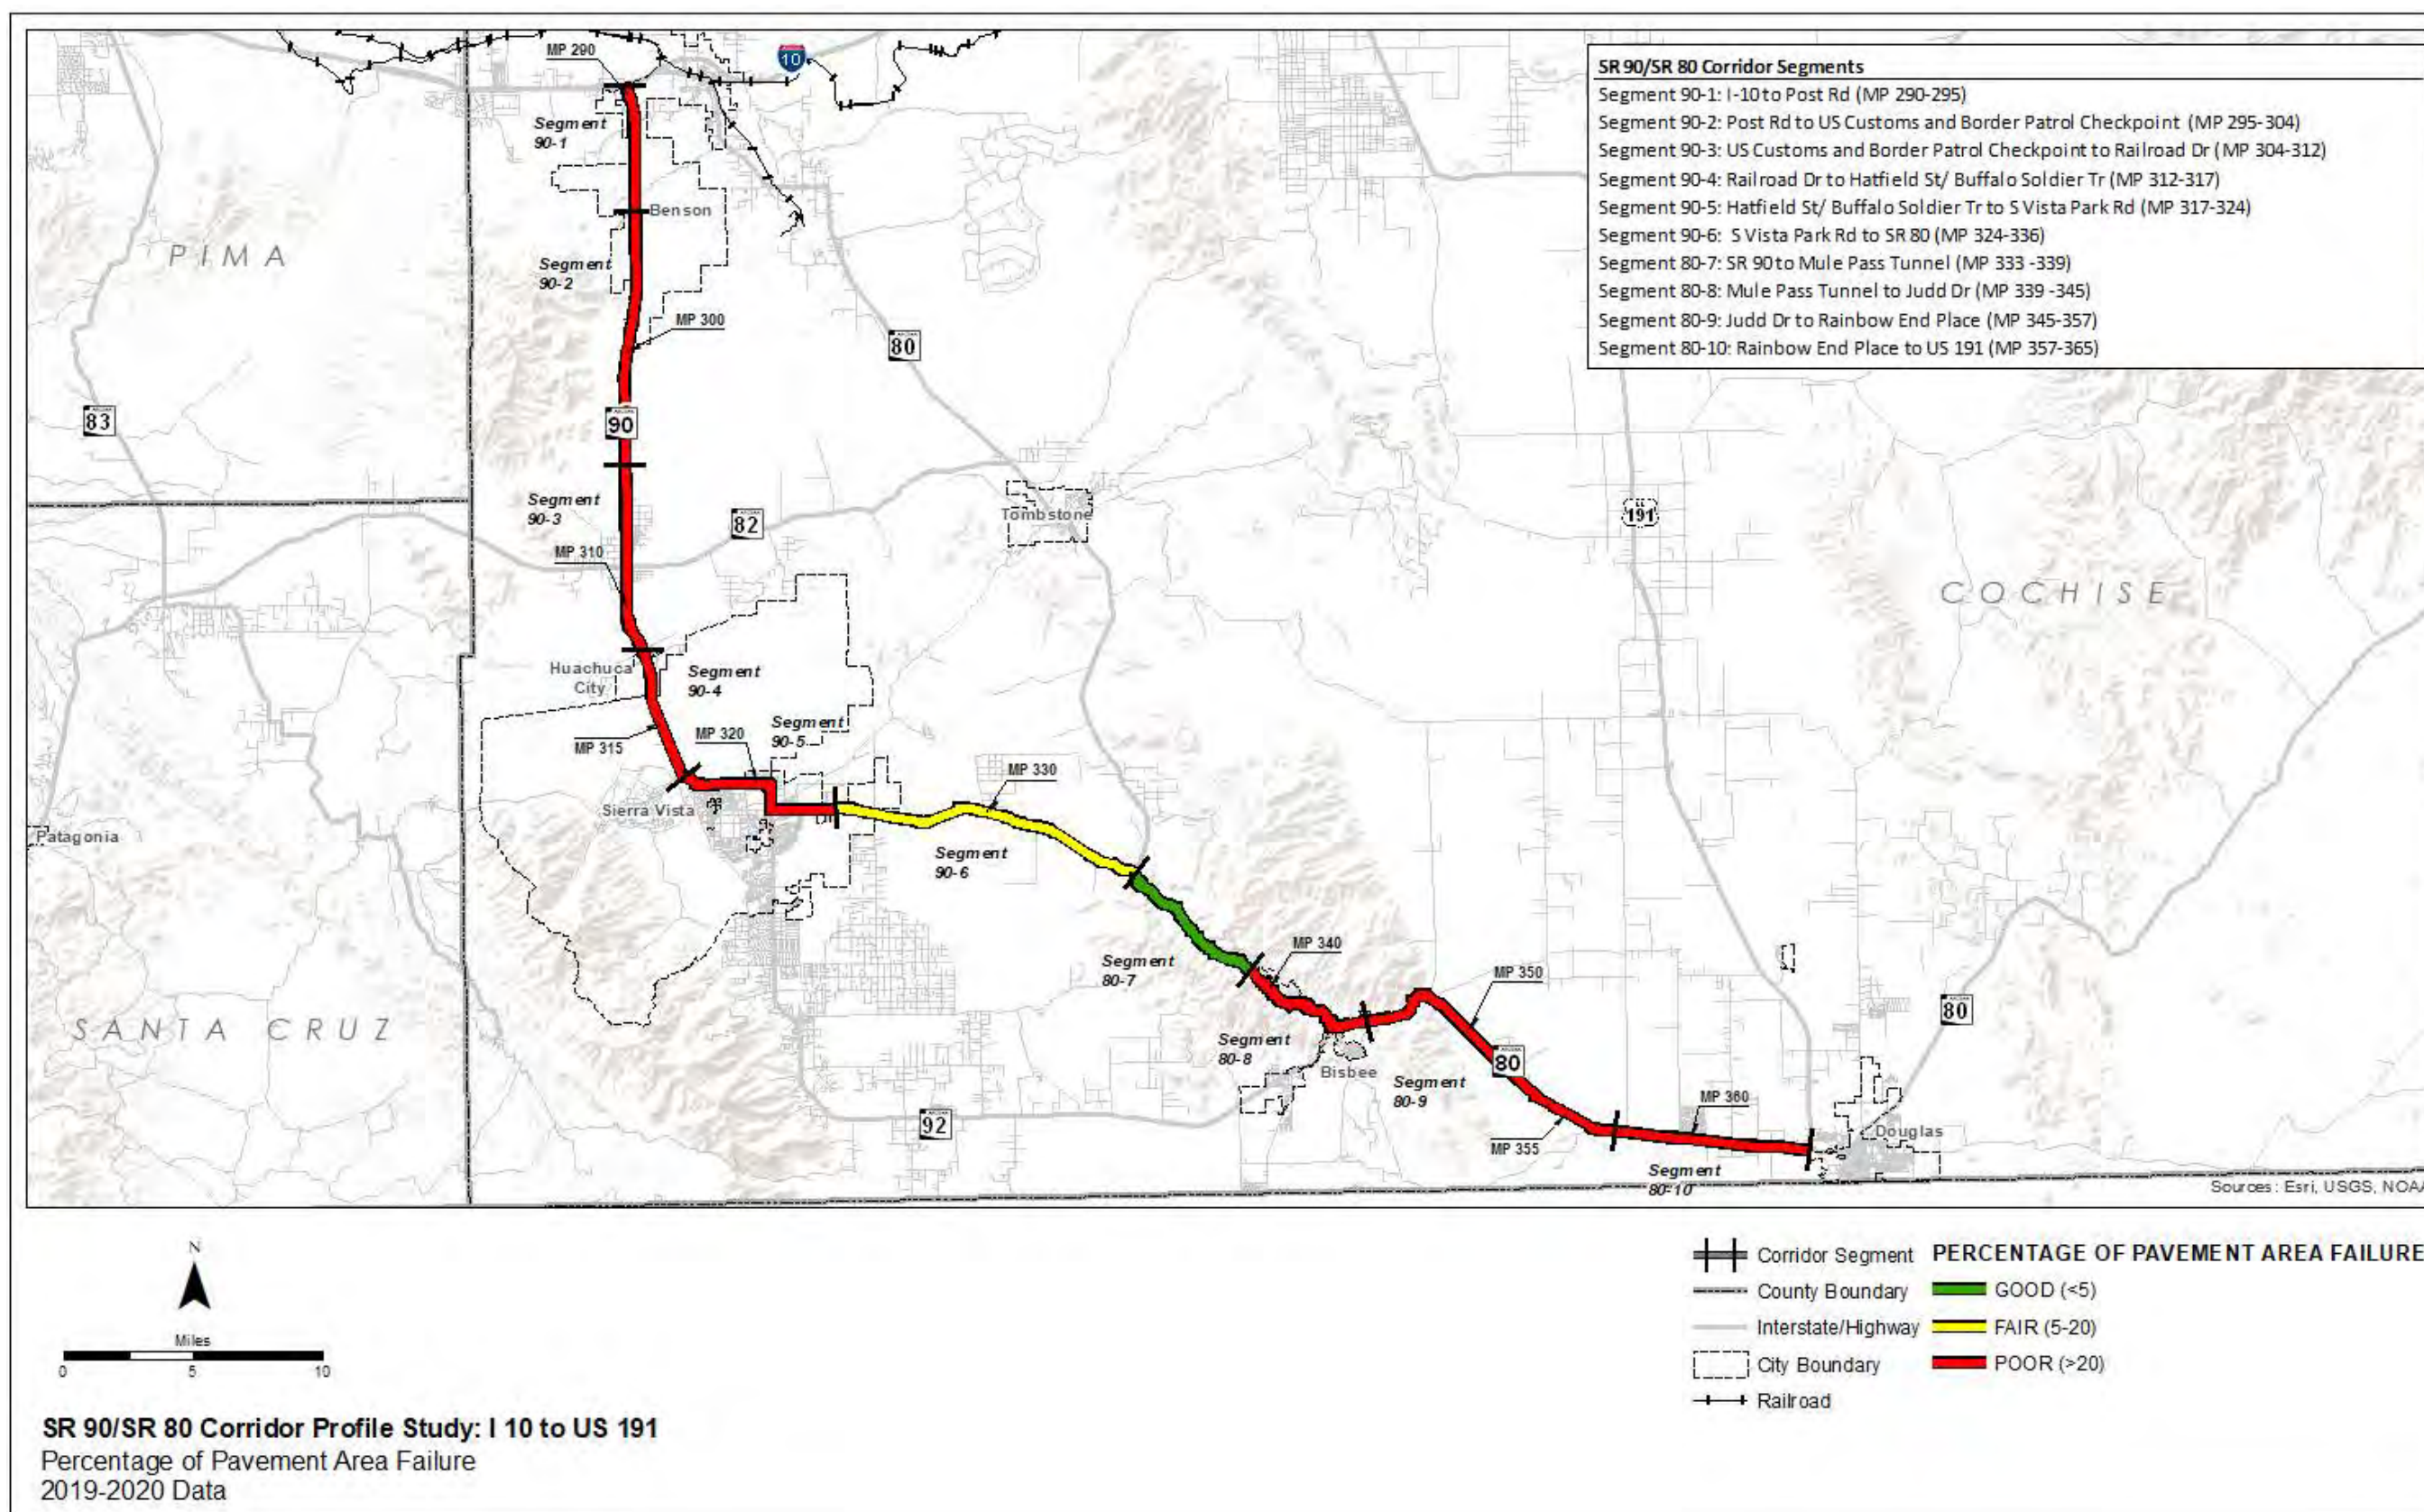 MP 290
10
SR 90/SR 80 Corridor Segments
Segment 90-1: I-10 to Post Rd (MP 290-295)
Segment 90-2: Post Rd to US Customs and Border Patrol Checkpoint (MP 295-304)
Segment 90-3: US Customs and Border Patrol Checkpoint to Railroad Dr (MP 304-312)
Segment 90-4: Railroad Dr to Hatfield St/ Buffalo Soldier Tr (MP 312-317)
Segment 90-5: Hatfield St/ Buffalo Soldier Tr to S Vista Park Rd (MP 317-324)
Segment 90-6: S Vista Park Rd to SR 80 (MP 324-336)
Segment 80-7: SR 90 to Mule Pass Tunnel (MP 333 -339)
Segment 80-8: Mule Pass Tunnel to Judd Dr (MP 339 -345)
Segment 80-9: Judd Dr to Rainbow End Place (MP 345-357)
Segment 80-10: Rainbow End Place to US 191 (MP 357-365)
Segment
90-1
Benson
PIMA
Segment
90-2
MP 300
80
83
90
Segment
90-3
82
Tombstone
191
MP 310
COCHISE
Huachuca
City
Segment
90-4
Segment
90-5
MP 315
MP 320
MP 330
Sierra Vista
Patagonia
Segment
90-6
MP 340
Segment
80-7
MP 350
80
SANTA CRUZ
Segment
80-8
Bisbee
80
Segment
80-9
MP 360
92
MP 355
Douglas
Segment
80-10
Sources: Esri, USGS, NOAA
N
Miles
0 5 10
Corridor Segment
County Boundary
Interstate/Highway
City Boundary
Railroad
PERCENTAGE OF PAVEMENT AREA FAILURE
GOOD (<5)
FAIR (5-20)
POOR (>20)
SR 90/SR 80 Corridor Profile Study: I 10 to US 191
Percentage of Pavement Area Failure
2019-2020 Data